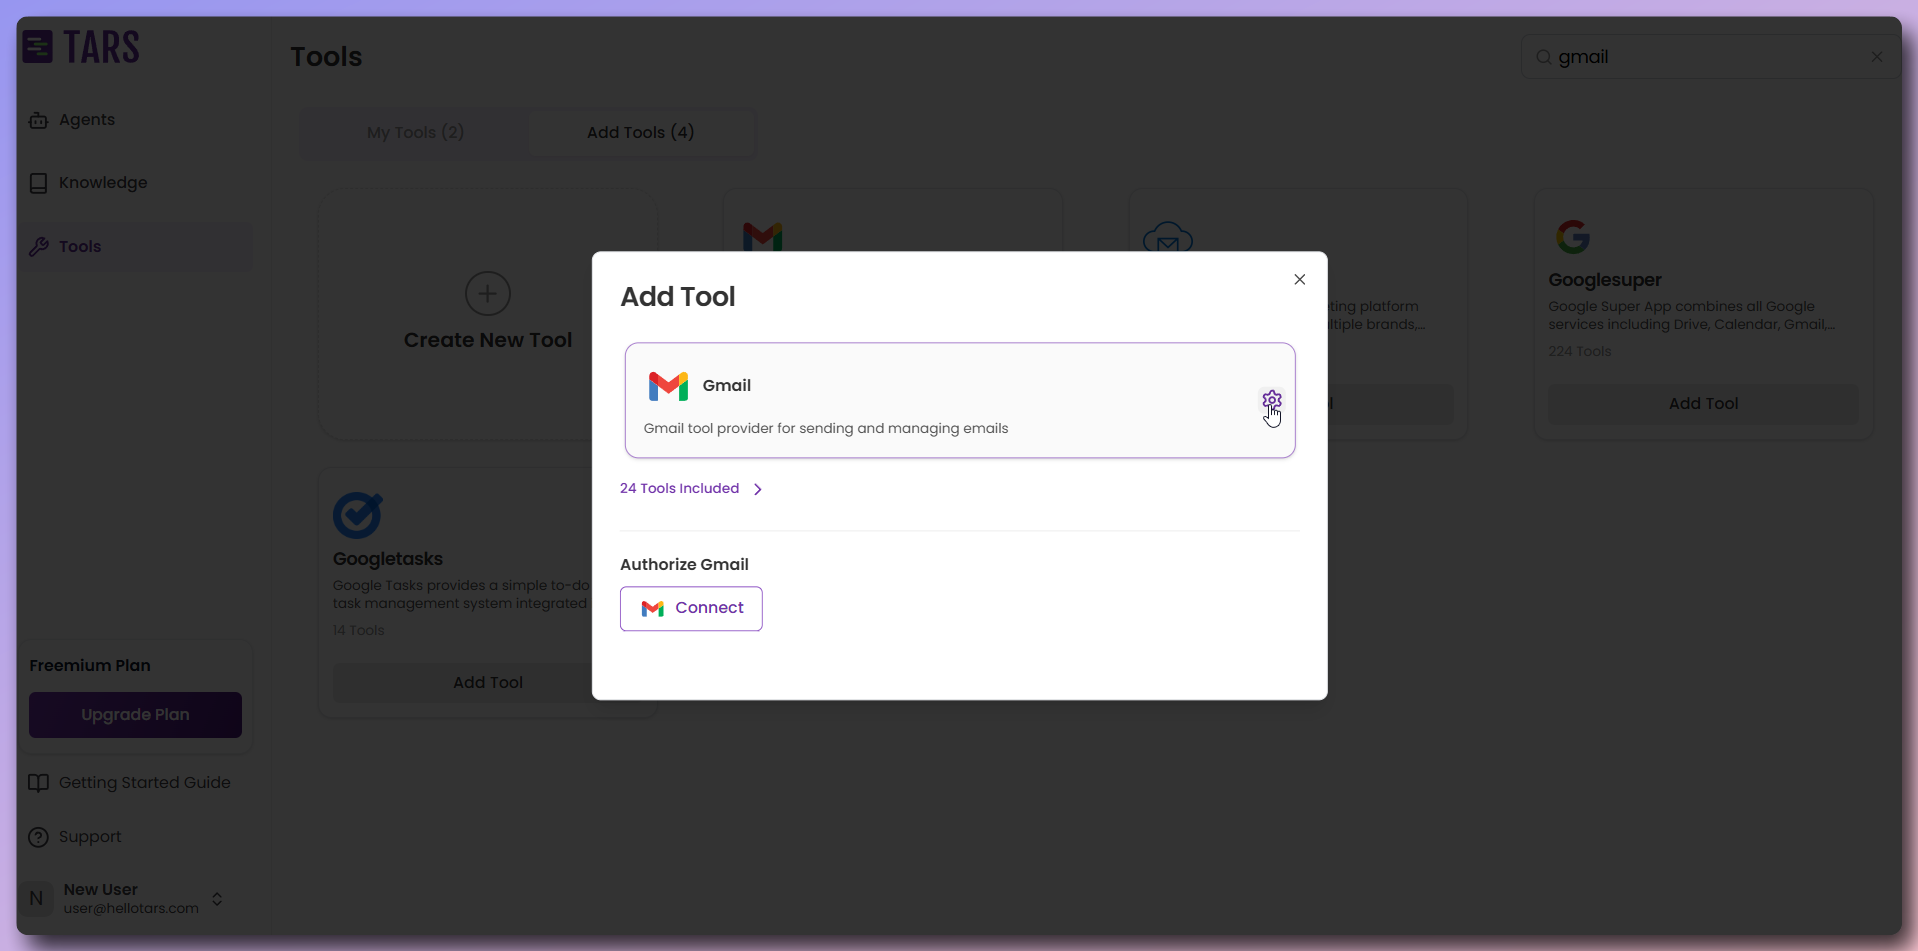 TARS
Agents
Knowledge
Tools
Freemium Plan
Upgrade Plan
Getting Started Guide
Support
N
New User
user@hellotars.com
Tools
gmail
My Tools (2)
Add Tools (4)
Create New Tool
ting platform
ltiple brands,...
Googlesuper
Google Super App combines all Google
services including Drive, Calendar, Gmail,...
224 Tools
Add Tool
Googletasks
Google Tasks provides a simple to-do
task management system integrated
14 Tools
Add Tool
Add Tool
Gmail
Gmail tool provider for sending and managing emails
24 Tools Included
Authorize Gmail
Connect